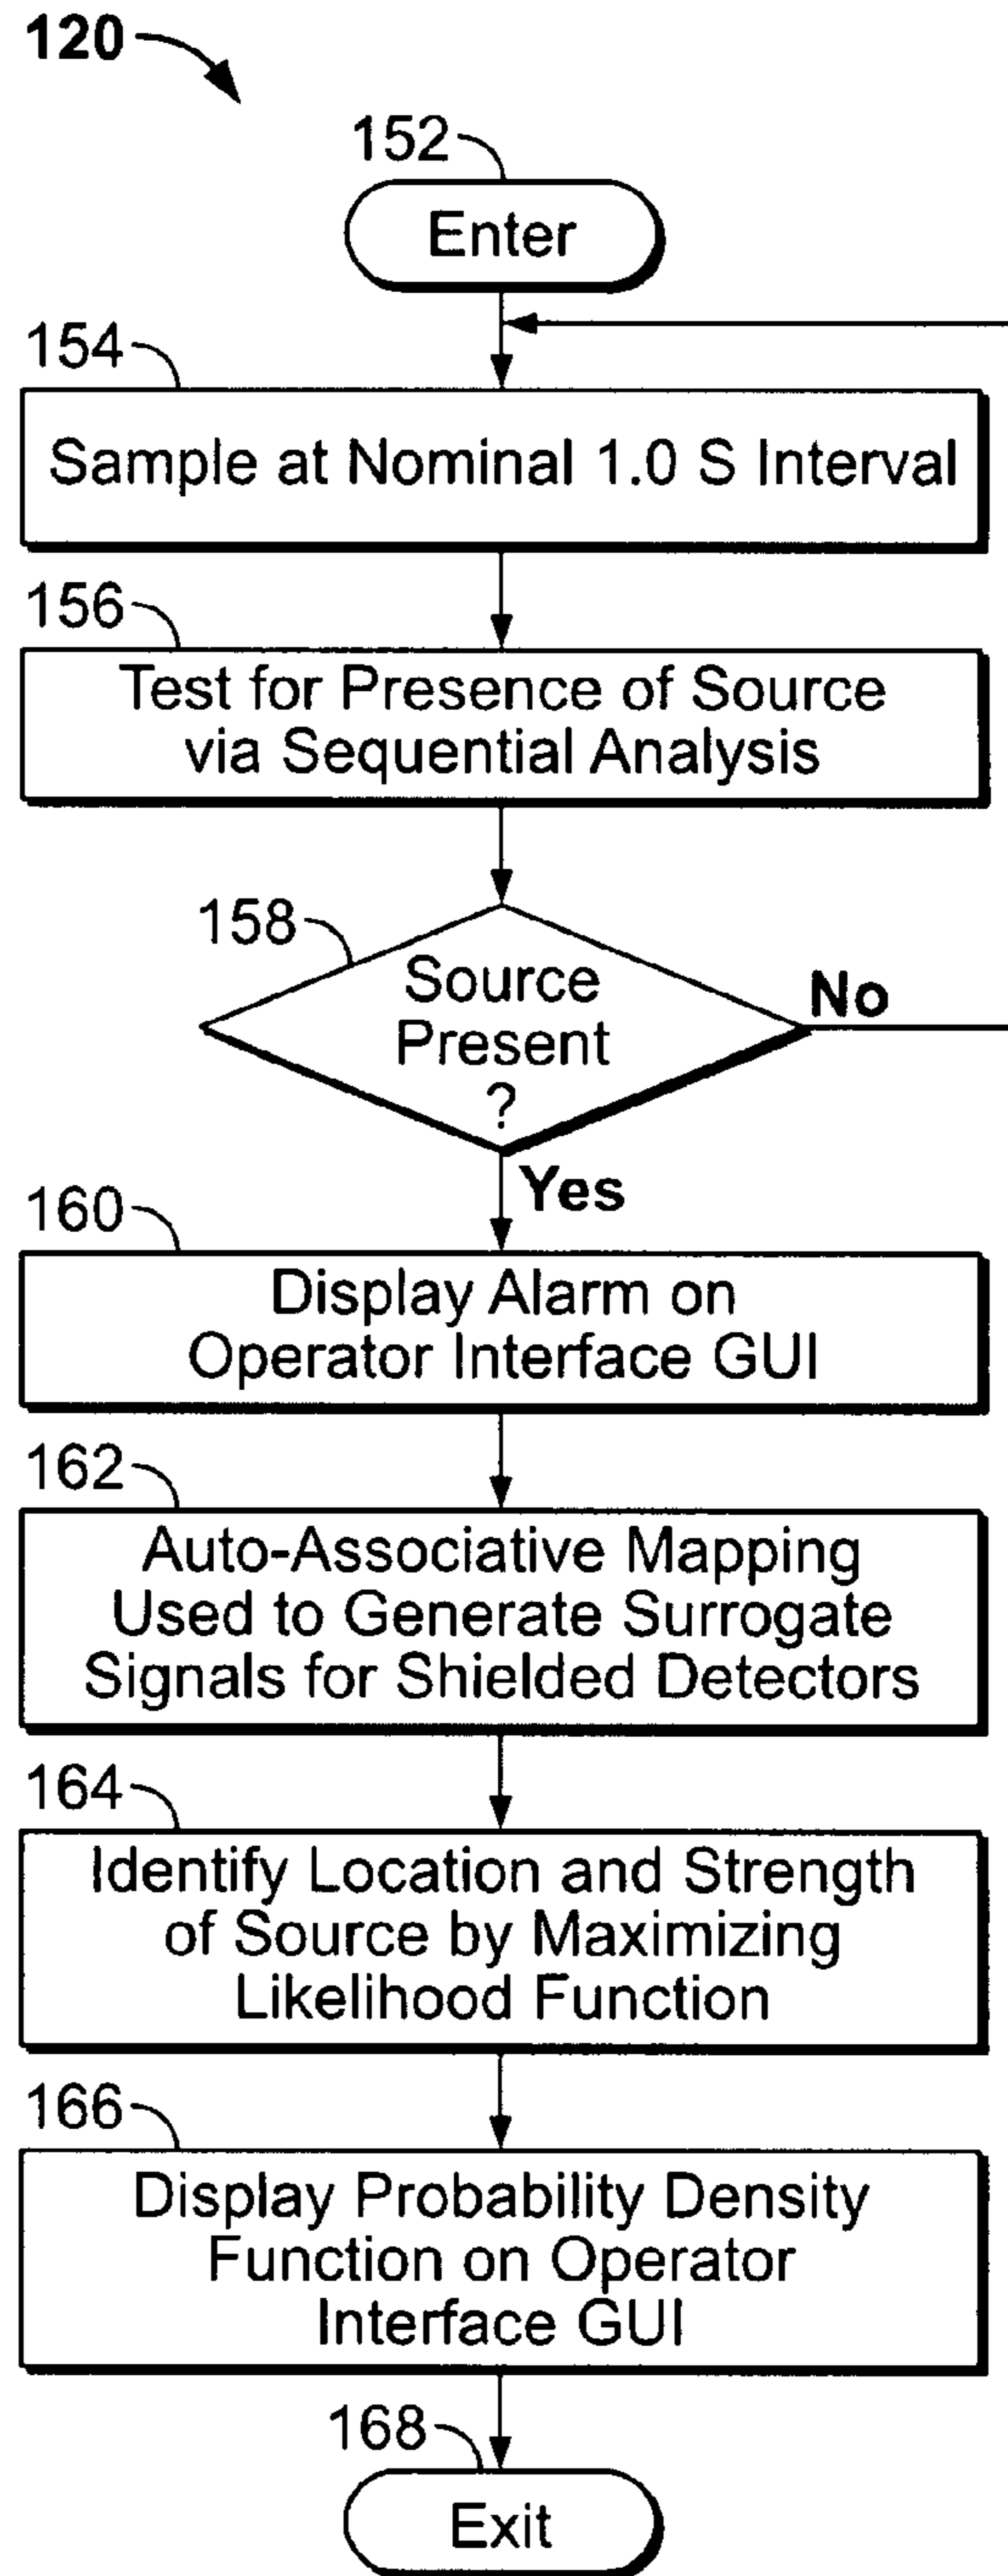 120
152
Enter
154
Sample at Nominal 1.0 S Interval
156
Test for Presence of Source
via Sequential Analysis
158
Source
Present
?
No
Yes
160
Display Alarm on
Operator Interface GUI
162
Auto-Associative Mapping
Used to Generate Surrogate
Signals for Shielded Detectors
164
Identify Location and Strength
of Source by Maximizing
Likelihood Function
166
Display Probability Density
Function on Operator
Interface GUI
168
Exit